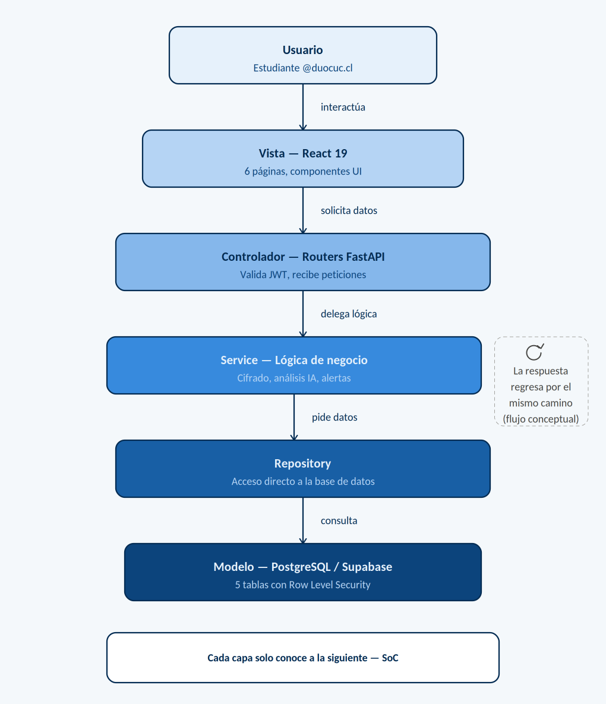 Usuario
Estudiante @duocuc.cl
interactúa
Vista — React 19
6 páginas, componentes UI
solicita datos
Controlador — Routers FastAPI
Valida JWT, recibe peticiones
delega lógica
Service — Lógica de negocio
Cifrado, análisis IA, alertas
La respuesta
regresa por el
mismo camino
(flujo conceptual)
pide datos
Repository
Acceso directo a la base de datos
consulta
Modelo — PostgreSQL / Supabase
5 tablas con Row Level Security
Cada capa solo conoce a la siguiente — SoC